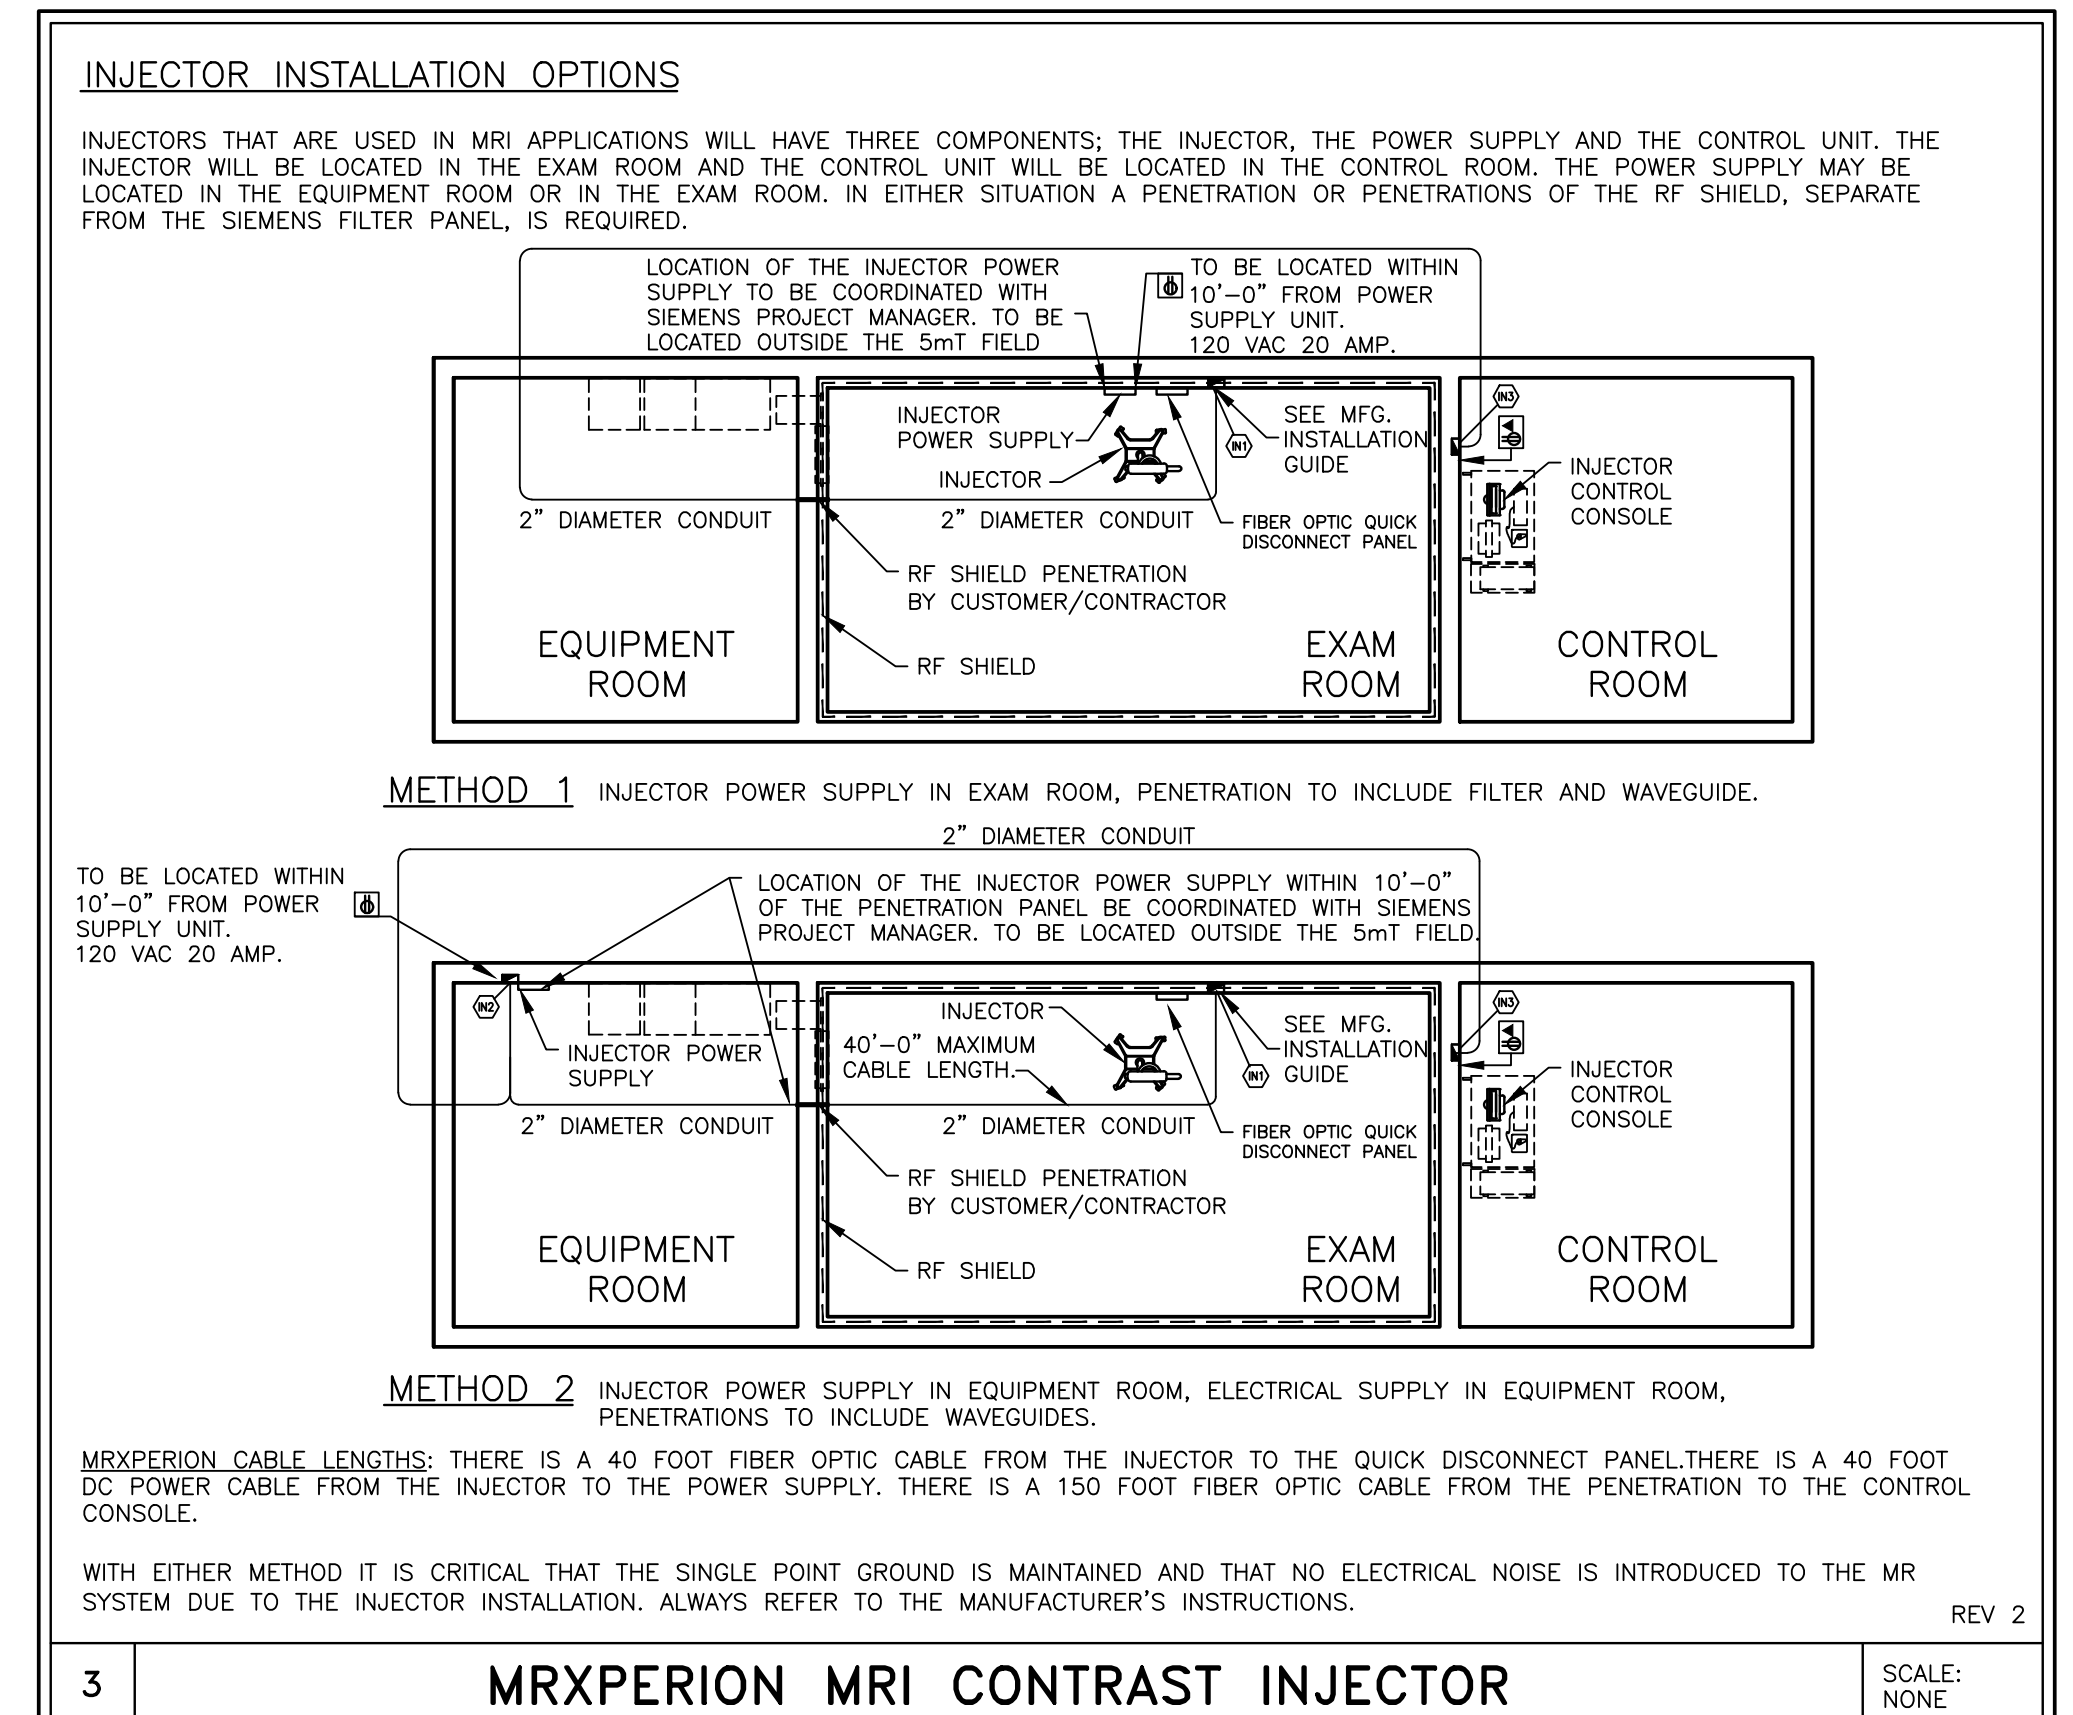 INJECTOR INSTALLATION OPTIONS
INJECTORS THAT ARE USED IN MRI APPLICATIONS WILL HAVE THREE COMPONENTS; THE INJECTOR, THE POWER SUPPLY AND THE CONTROL UNIT. THE
INJECTOR WILL BE LOCATED IN THE EXAM ROOM AND THE CONTROL UNIT WILL BE LOCATED IN THE CONTROL ROOM. THE POWER SUPPLY MAY BE
LOCATED IN THE EQUIPMENT ROOM OR IN THE EXAM ROOM. IN EITHER SITUATION A PENETRATION OR PENETRATIONS OF THE RF SHIELD, SEPARATE
FROM THE SIEMENS FILTER PANEL, IS REQUIRED.
LOCATION OF THE INJECTOR POWER
SUPPLY TO BE COORDINATED WITH
SIEMENS PROJECT MANAGER. TO BE
LOCATED OUTSIDE THE 5mT FIELD
TO BE LOCATED WITHIN
10'-0" FROM POWER
SUPPLY UNIT.
120 VAC 20 AMP.
INJECTOR
POWER SUPPLY
INJECTOR
IN1
SEE MFG.
INSTALLATION
GUIDE
IN3
INJECTOR
CONTROL
CONSOLE
2" DIAMETER CONDUIT
2" DIAMETER CONDUIT
FIBER OPTIC QUICK
DISCONNECT PANEL
RF SHIELD PENETRATION
BY CUSTOMER/CONTRACTOR
RF SHIELD
EQUIPMENT
ROOM
EXAM
ROOM
CONTROL
ROOM
METHOD 1 INJECTOR POWER SUPPLY IN EXAM ROOM, PENETRATION TO INCLUDE FILTER AND WAVEGUIDE.
2" DIAMETER CONDUIT
TO BE LOCATED WITHIN
10'-0" FROM POWER
SUPPLY UNIT.
120 VAC 20 AMP.
LOCATION OF THE INJECTOR POWER SUPPLY WITHIN 10'-0"
OF THE PENETRATION PANEL BE COORDINATED WITH SIEMENS
PROJECT MANAGER. TO BE LOCATED OUTSIDE THE 5mT FIELD.
IN2
INJECTOR POWER
SUPPLY
INJECTOR
40'-0" MAXIMUM
CABLE LENGTH.
IN1
SEE MFG.
INSTALLATION
GUIDE
IN3
INJECTOR
CONTROL
CONSOLE
2" DIAMETER CONDUIT
2" DIAMETER CONDUIT
FIBER OPTIC QUICK
DISCONNECT PANEL
RF SHIELD PENETRATION
BY CUSTOMER/CONTRACTOR
RF SHIELD
EQUIPMENT
ROOM
EXAM
ROOM
CONTROL
ROOM
METHOD 2 INJECTOR POWER SUPPLY IN EQUIPMENT ROOM, ELECTRICAL SUPPLY IN EQUIPMENT ROOM,
PENETRATIONS TO INCLUDE WAVEGUIDES.
MRXPERION CABLE LENGTHS: THERE IS A 40 FOOT FIBER OPTIC CABLE FROM THE INJECTOR TO THE QUICK DISCONNECT PANEL.THERE IS A 40 FOOT
DC POWER CABLE FROM THE INJECTOR TO THE POWER SUPPLY. THERE IS A 150 FOOT FIBER OPTIC CABLE FROM THE PENETRATION TO THE CONTROL
CONSOLE.
WITH EITHER METHOD IT IS CRITICAL THAT THE SINGLE POINT GROUND IS MAINTAINED AND THAT NO ELECTRICAL NOISE IS INTRODUCED TO THE MR
SYSTEM DUE TO THE INJECTOR INSTALLATION. ALWAYS REFER TO THE MANUFACTURER'S INSTRUCTIONS.
REV 2
3
MRXPERION MRI CONTRAST INJECTOR
SCALE:
NONE